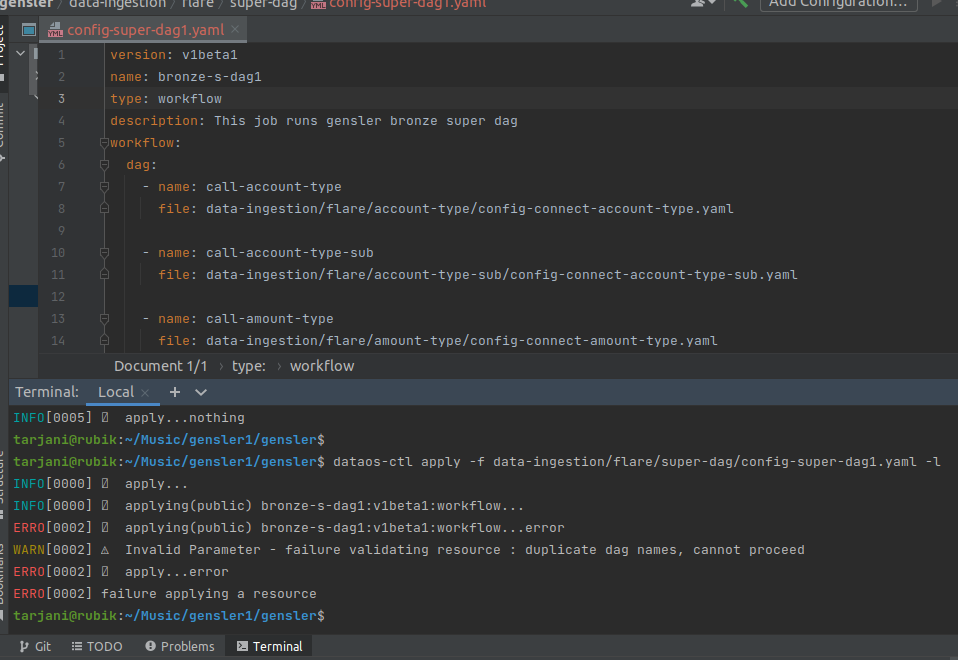 gensler / data-ingestion / flare / super-dag / config-super-dag1.yaml
Add Configuration...
Project
config-super-dag1.yaml
1 version: v1beta1
2 name: bronze-s-dag1
3 type: workflow
4 description: This job runs gensler bronze super dag
5 workflow:
6 dag:
7 - name: call-account-type
8 file: data-ingestion/flare/account-type/config-connect-account-type.yaml
9
10 - name: call-account-type-sub
11 file: data-ingestion/flare/account-type-sub/config-connect-account-type-sub.yaml
12
13 - name: call-amount-type
14 file: data-ingestion/flare/amount-type/config-connect-amount-type.yaml
Commit
Document 1/1 › type: › workflow
Terminal: Local × +
INFO[0005] apply...nothing
tarjani@rubik:~/Music/gensler1/gensler$
tarjani@rubik:~/Music/gensler1/gensler$ dataos-ctl apply -f data-ingestion/flare/super-dag/config-super-dag1.yaml -l
INFO[0000] apply...
INFO[0000] applying(public) bronze-s-dag1:v1beta1:workflow...
ERRO[0002] applying(public) bronze-s-dag1:v1beta1:workflow...error
WARN[0002] ⚠ Invalid Parameter - failure validating resource : duplicate dag names, cannot proceed
ERRO[0002] apply...error
ERRO[0002] failure applying a resource
tarjani@rubik:~/Music/gensler1/gensler$
Structure
Bookmarks
Git TODO Problems Terminal